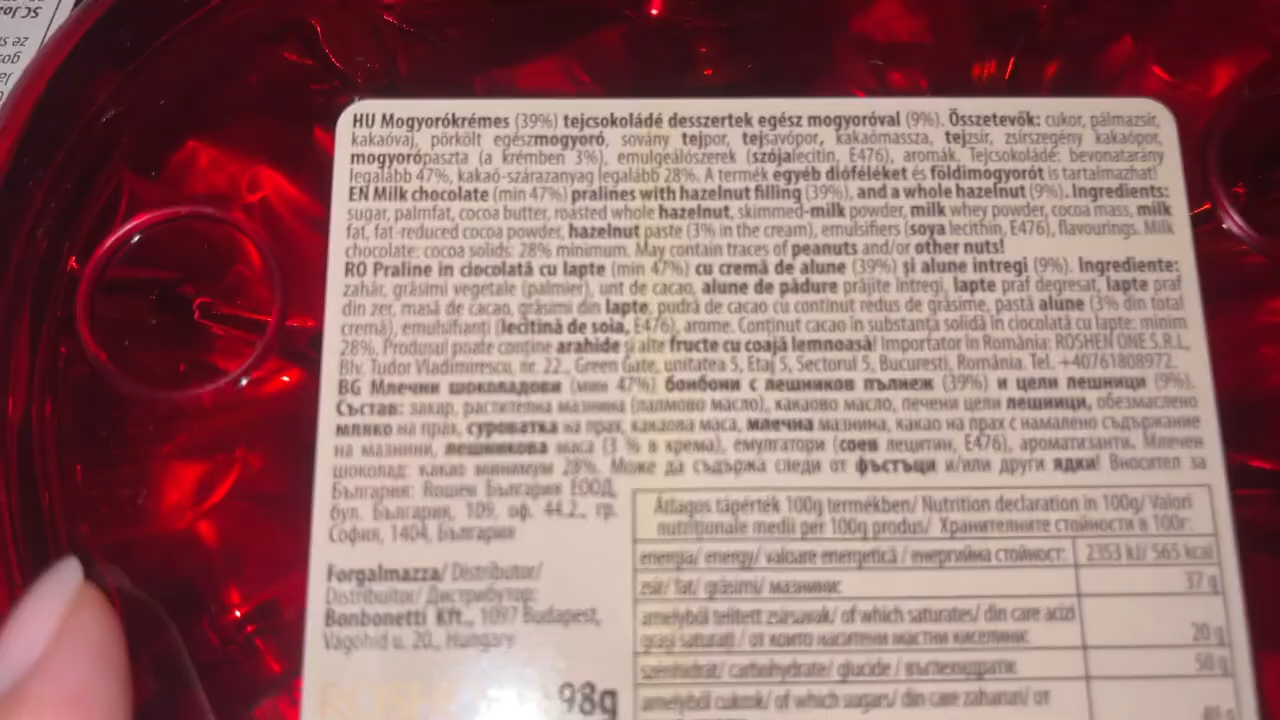 HU Mogyorókrémes (39%) tejcsokoládé desszertek egész mogyoróval (9%). Összetevők: cukor, pálmazsír,
kakaóvaj, pörkölt egészmogyoró, sovány tejpor, tejsavópor, kakaómassza, tejzsír, zsírszegény kakaópor,
mogyorópaszta (a krémben 3%), emulgeálószerek (szójalecitin, E476), aromák. Tejcsokoládé: bevonatarány
legalább 47%, kakaó-szárazanyag legalább 28%. A termék egyéb dióféléket és földimogyorót is tartalmazhat!
EN Milk chocolate (min 47%) pralines with hazelnut filling (39%), and a whole hazelnut (9%). Ingredients:
sugar, palmfat, cocoa butter, roasted whole hazelnut, skimmed-milk powder, milk whey powder, cocoa mass, milk
fat, fat-reduced cocoa powder, hazelnut paste (3% in the cream), emulsifiers (soya lecithin, E476), flavourings. Milk
chocolate: cocoa solids: 28% minimum. May contain traces of peanuts and/or other nuts!
RO Praline în ciocolată cu lapte (min 47%) cu cremă de alune (39%) și alune întregi (9%). Ingrediente:
zahăr, grăsimi vegetale (palmier), unt de cacao, alune de pădure prăjite întregi, lapte praf degresat, lapte praf
din zer, masă de cacao, grăsimi din lapte, pudră de cacao cu conținut redus de grăsime, pastă alune (3% din total
cremă), emulsifianți (lecitină de soia, E476), arome. Conținut cacao în substanță solidă în ciocolată cu lapte: minim
28%. Produsul poate conține arahide și alte fructe cu coajă lemnoasă! Importator în România: ROSHEN ONE S.R.L,
Blv. Tudor Vladimirescu, nr. 22., Green Gate, unitatea 5, Etaj 5, Sectorul 5, București, România. Tel. +40761808972.
BG Млечни шоколадови (мин 47%) бонбони с лешников пълнеж (39%) и цели лешници (9%).
Състав: захар, растителна мазнина (палмово масло), какаово масло, печени цели лешници, обезмаслено
мляко на прах, суроватка на прах, какаова маса, млечна мазнина, какао на прах с намалено съдържание
на мазнини, лешникова маса (3 % в крема), емулгатори (соев лецитин, E476), ароматизанти. Млечен
шоколад: какао минимум 28%. Може да съдържа следи от фъстъци и/или други ядки! Вносител за
България: Рошен България ЕООД,
бул. България, 109, оф. 44.2., гр.
София, 1404, България
Forgalmazza/ Distributor/
Distribuitor/ Дистрибутор:
Bonbonetti Kft., 1097 Budapest,
Vágóhíd u. 20., Hungary
98g
Átlagos tápérték 100g termékben/ Nutrition declaration in 100g/ Valori
nutriționale medii per 100g produs/ Хранителните стойности в 100г:
energia/ energy/ valoare energetică / енергийна стойност: 2353 kJ/ 565 kcal
zsír/ fat/ grăsimi/ мазнини: 37 g
amelyből telített zsírsavak/ of which saturates/ din care acizi
grași saturați / от които наситени мастни киселини: 20 g
szénhidrát/ carbohydrate/ glucide / въглехидрати: 50 g
amelyből cukrok/ of which sugars/ din care zaharuri/ от